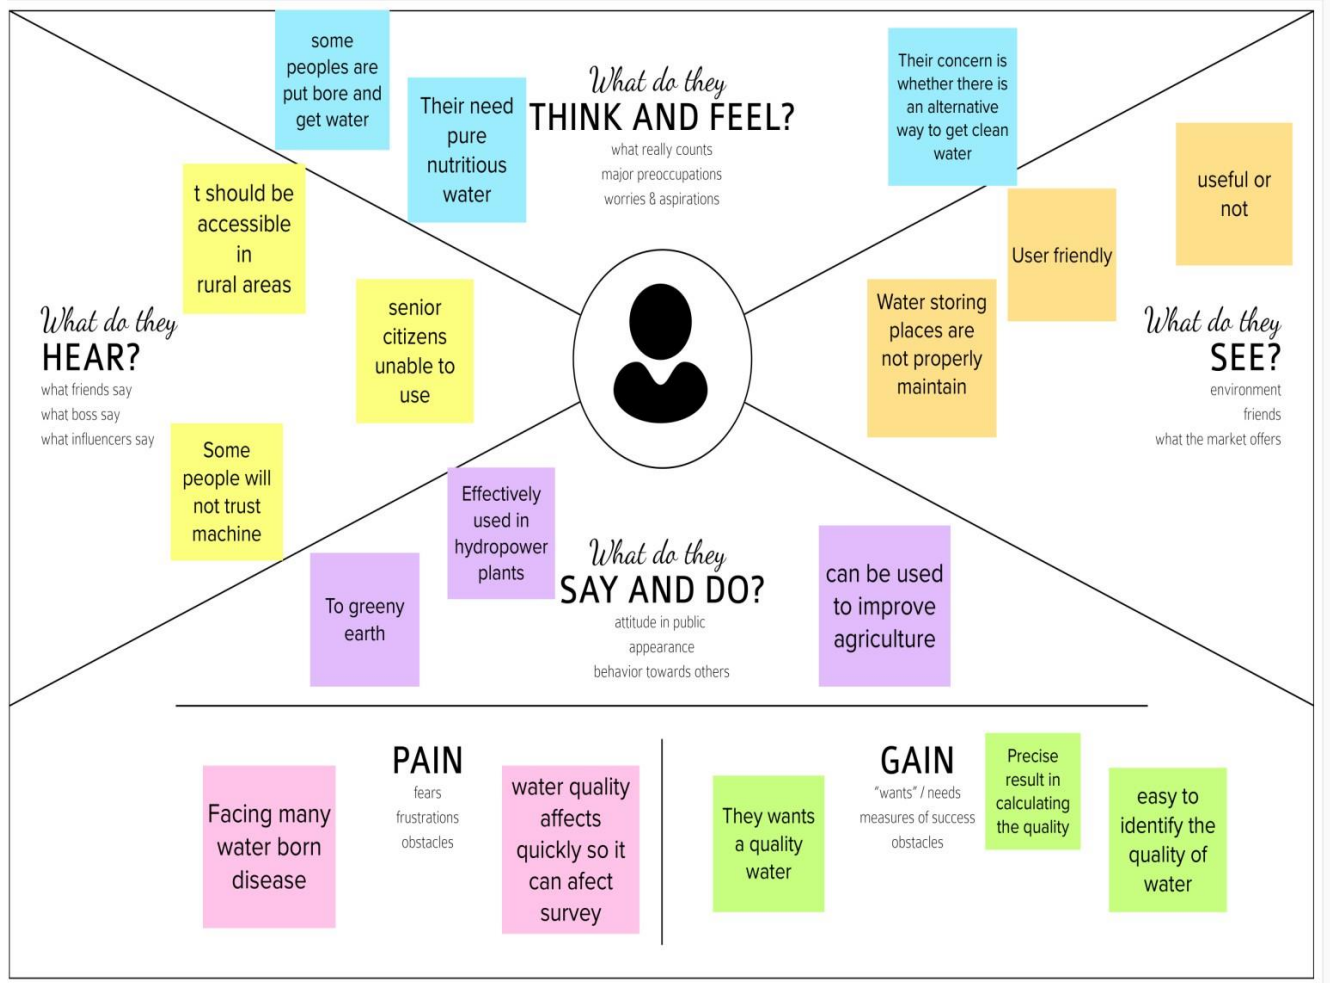 some
peoples are
put bore and
get water
Their need
pure
nutritious
water
What do they
THINK AND FEEL?
what really counts
major preoccupations
worries & aspirations
Their concern is
whether there is
an alternative
way to get clean
water
t should be
accessible
in
rural areas
senior
citizens
unable to
use
What do they
HEAR?
what friends say
what boss say
what influencers say
Some
people will
not trust
machine
useful or
not
User friendly
Water storing
places are
not properly
maintain
What do they
SEE?
environment
friends
what the market offers
Effectively
used in
hydropower
plants
To greeny
earth
What do they
SAY AND DO?
attitude in public
appearance
behavior towards others
can be used
to improve
agriculture
PAIN
fears
frustrations
obstacles
Facing many
water born
disease
water quality
affects
quickly so it
can afect
survey
GAIN
"wants" / needs
measures of success
obstacles
They wants
a quality
water
Precise
result in
calculating
the quality
easy to
identify the
quality of
water